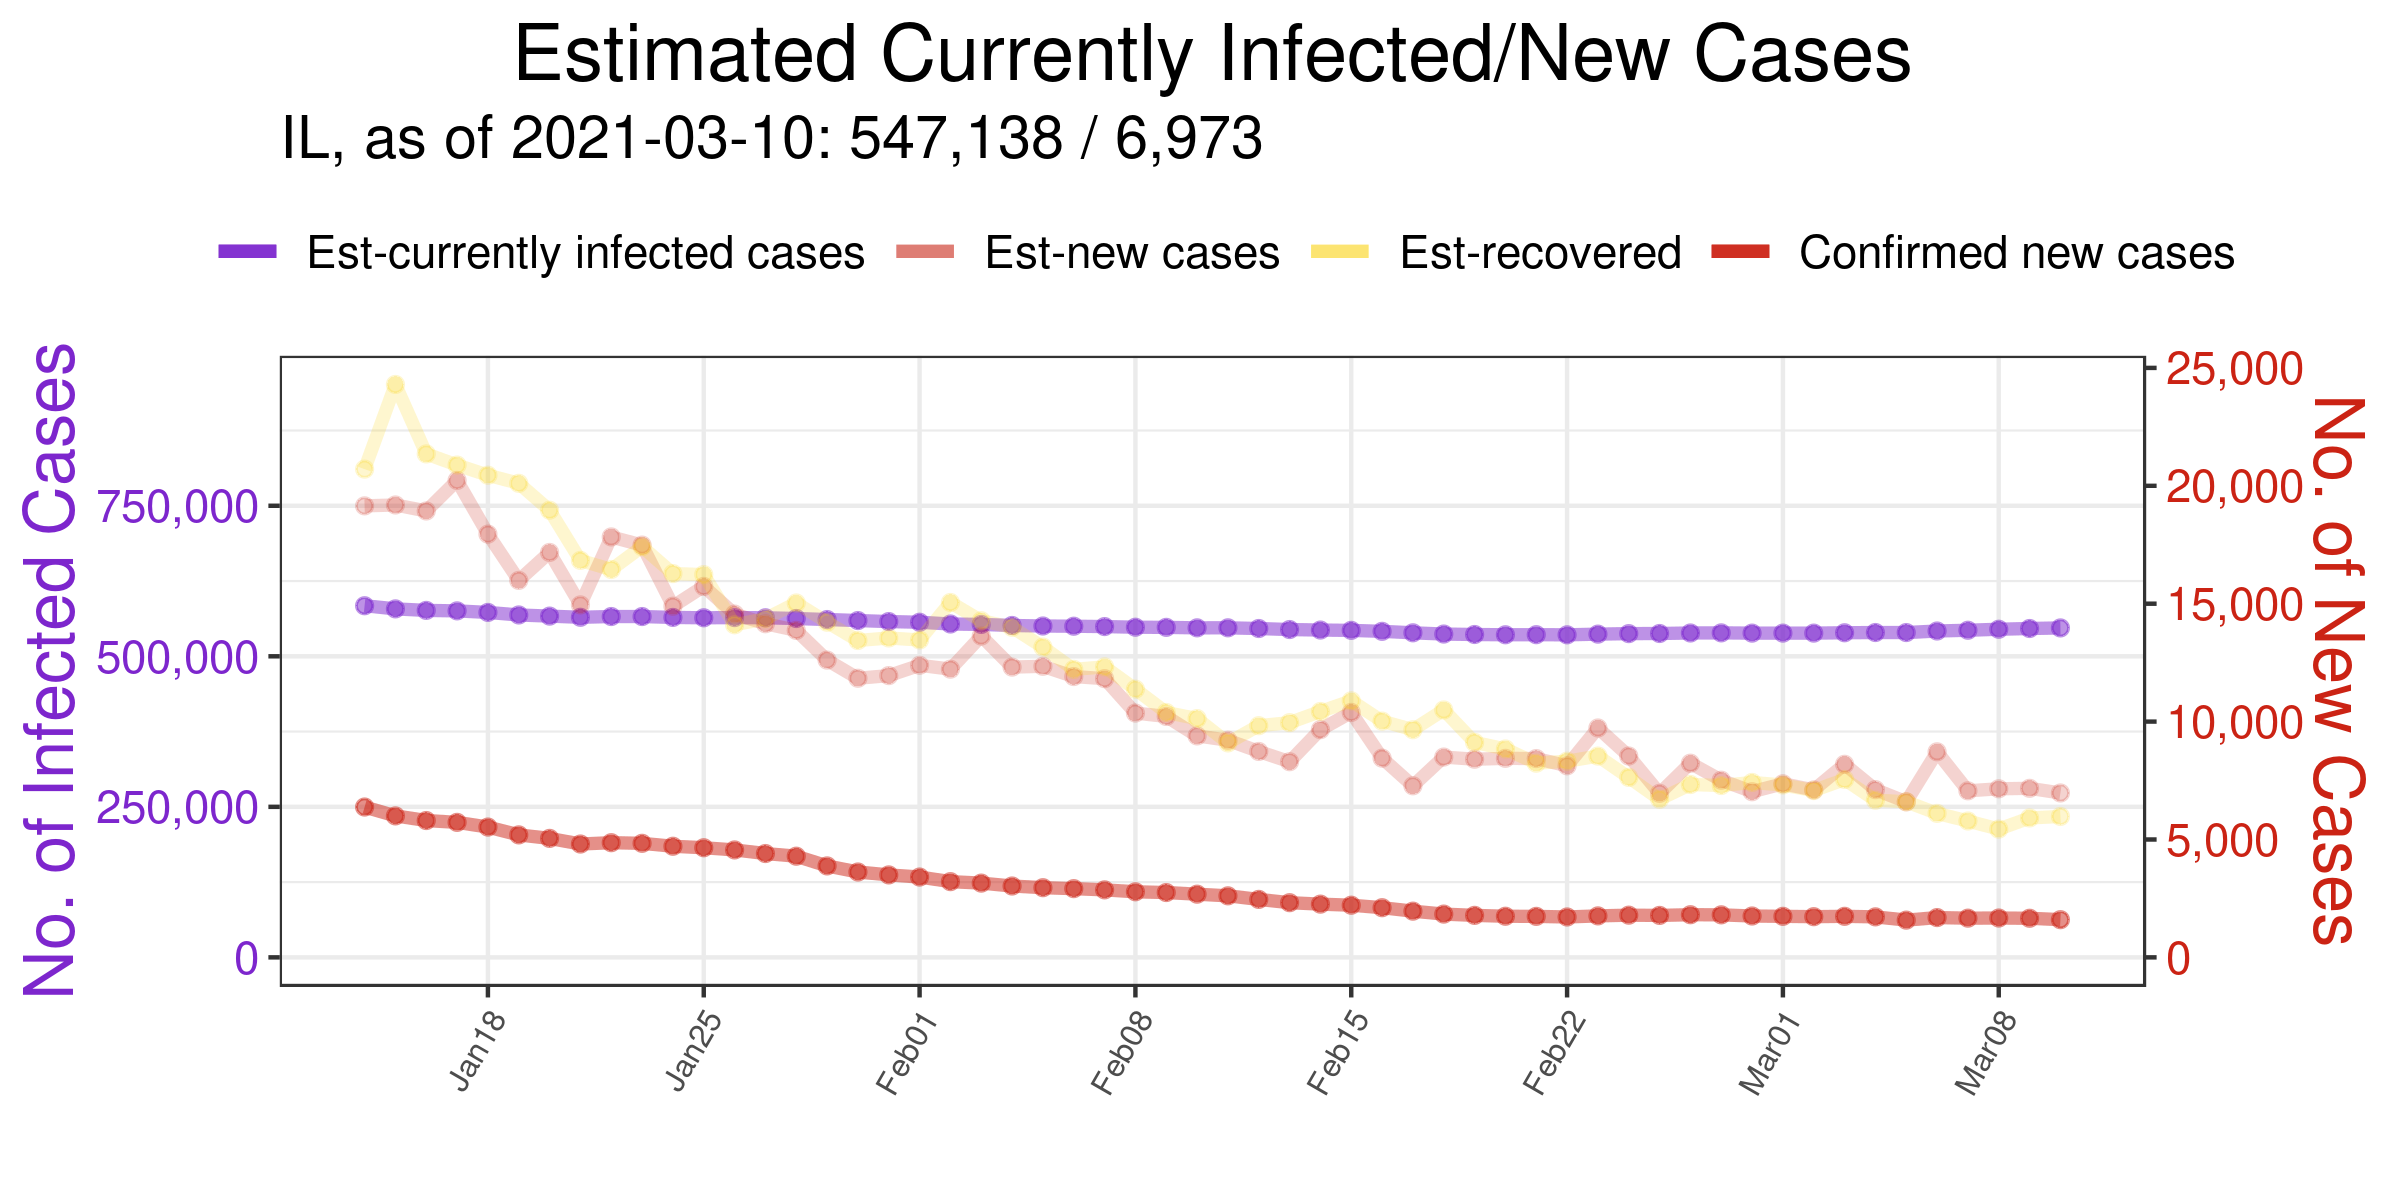 Estimated Currently Infected/New Cases
IL, as of 2021-03-10: 547,138 / 6,973
Est-currently infected cases Est-new cases Est-recovered Confirmed new cases
No. of Infected Cases
750,000
500,000
250,000
0
25,000
20,000
15,000
10,000
5,000
0
No. of New Cases
Jan18 Jan25 Feb01 Feb08 Feb15 Feb22 Mar01 Mar08